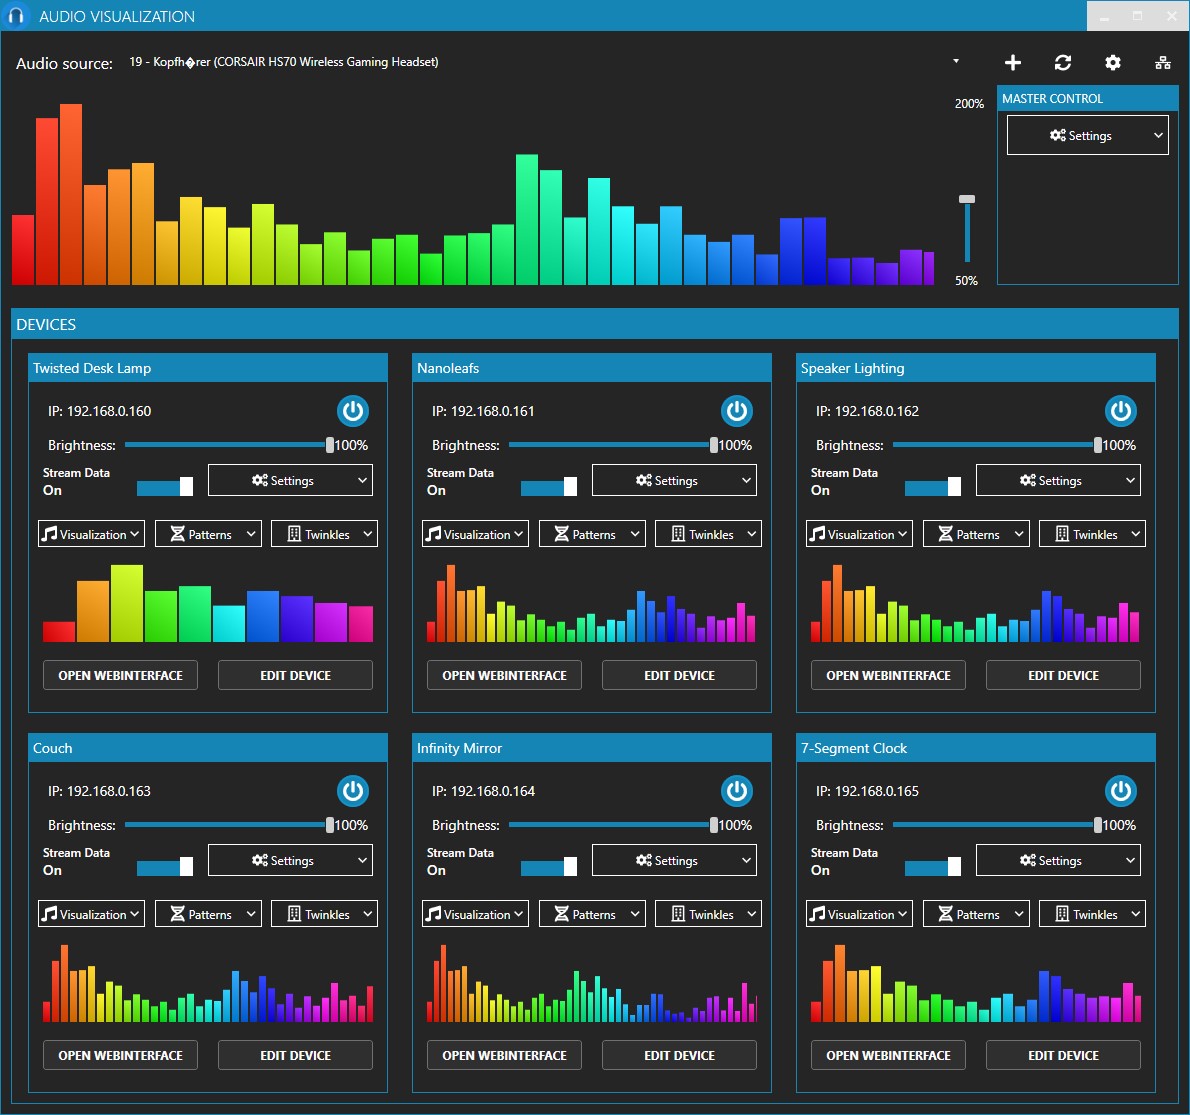 AUDIO VISUALIZATION
Audio source: 19 - Kopfh�rer (CORSAIR HS70 Wireless Gaming Headset)
200%
50%
MASTER CONTROL
Settings
DEVICES
Twisted Desk Lamp
IP: 192.168.0.160
Brightness: 100%
Stream Data
On
Settings
Visualization Patterns Twinkles
OPEN WEBINTERFACE EDIT DEVICE
Nanoleafs
IP: 192.168.0.161
Brightness: 100%
Stream Data
On
Settings
Visualization Patterns Twinkles
OPEN WEBINTERFACE EDIT DEVICE
Speaker Lighting
IP: 192.168.0.162
Brightness: 100%
Stream Data
On
Settings
Visualization Patterns Twinkles
OPEN WEBINTERFACE EDIT DEVICE
Couch
IP: 192.168.0.163
Brightness: 100%
Stream Data
On
Settings
Visualization Patterns Twinkles
OPEN WEBINTERFACE EDIT DEVICE
Infinity Mirror
IP: 192.168.0.164
Brightness: 100%
Stream Data
On
Settings
Visualization Patterns Twinkles
OPEN WEBINTERFACE EDIT DEVICE
7-Segment Clock
IP: 192.168.0.165
Brightness: 100%
Stream Data
On
Settings
Visualization Patterns Twinkles
OPEN WEBINTERFACE EDIT DEVICE